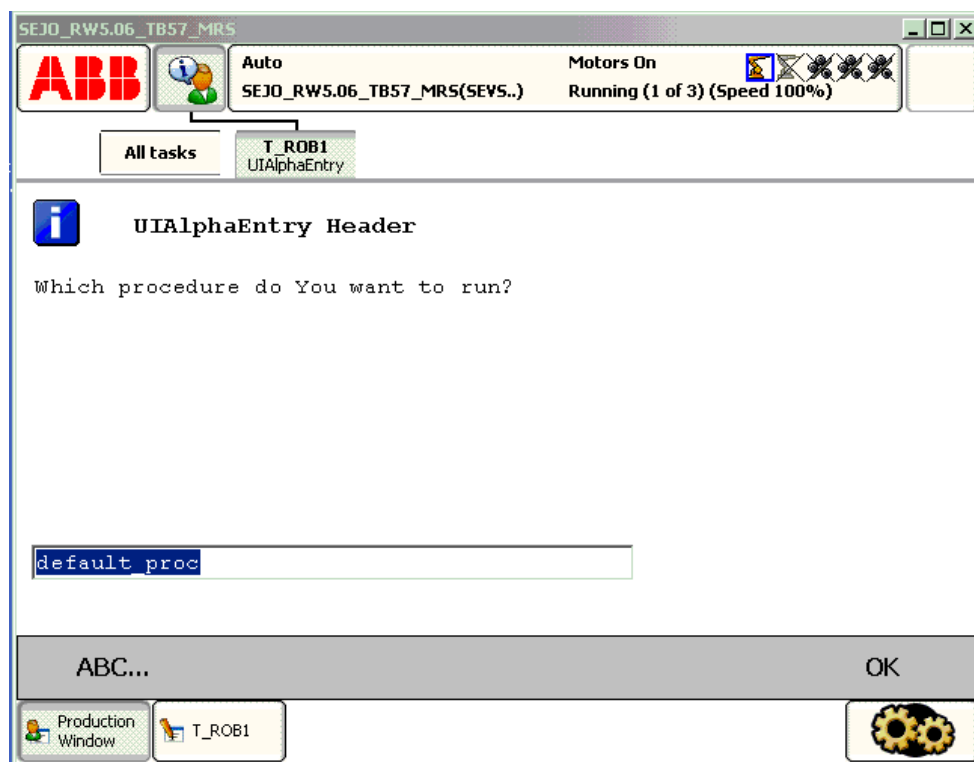 SEJO_RW5.06_TB57_MRS
ABB
Auto
Motors On
SEJO_RW5.06_TB57_MRS(SEVS..)
Running (1 of 3) (Speed 100%)
All tasks
T_ROB1
UIAlphaEntry
UIAlphaEntry Header
Which procedure do You want to run?
default_proc
ABC...
OK
Production
Window
T_ROB1